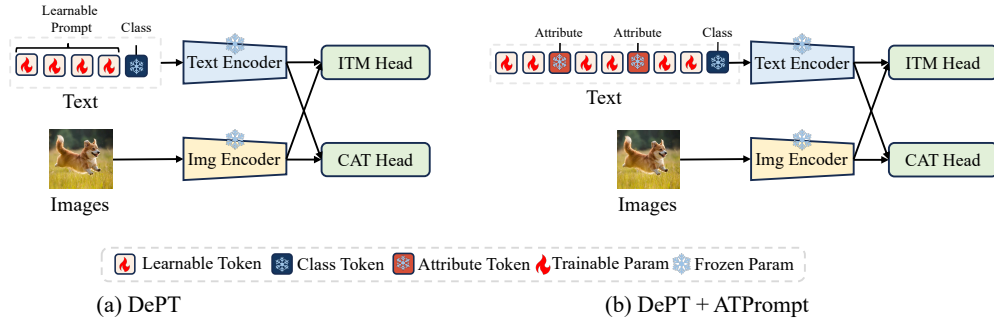 Learnable
Prompt
Class
Text Encoder
ITM Head
Text
Img Encoder
CAT Head
Images
Attribute
Attribute
Class
Text Encoder
ITM Head
Text
Img Encoder
CAT Head
Images
Learnable Token
Class Token
Attribute Token
Trainable Param
Frozen Param
(a) DePT
(b) DePT + ATPrompt